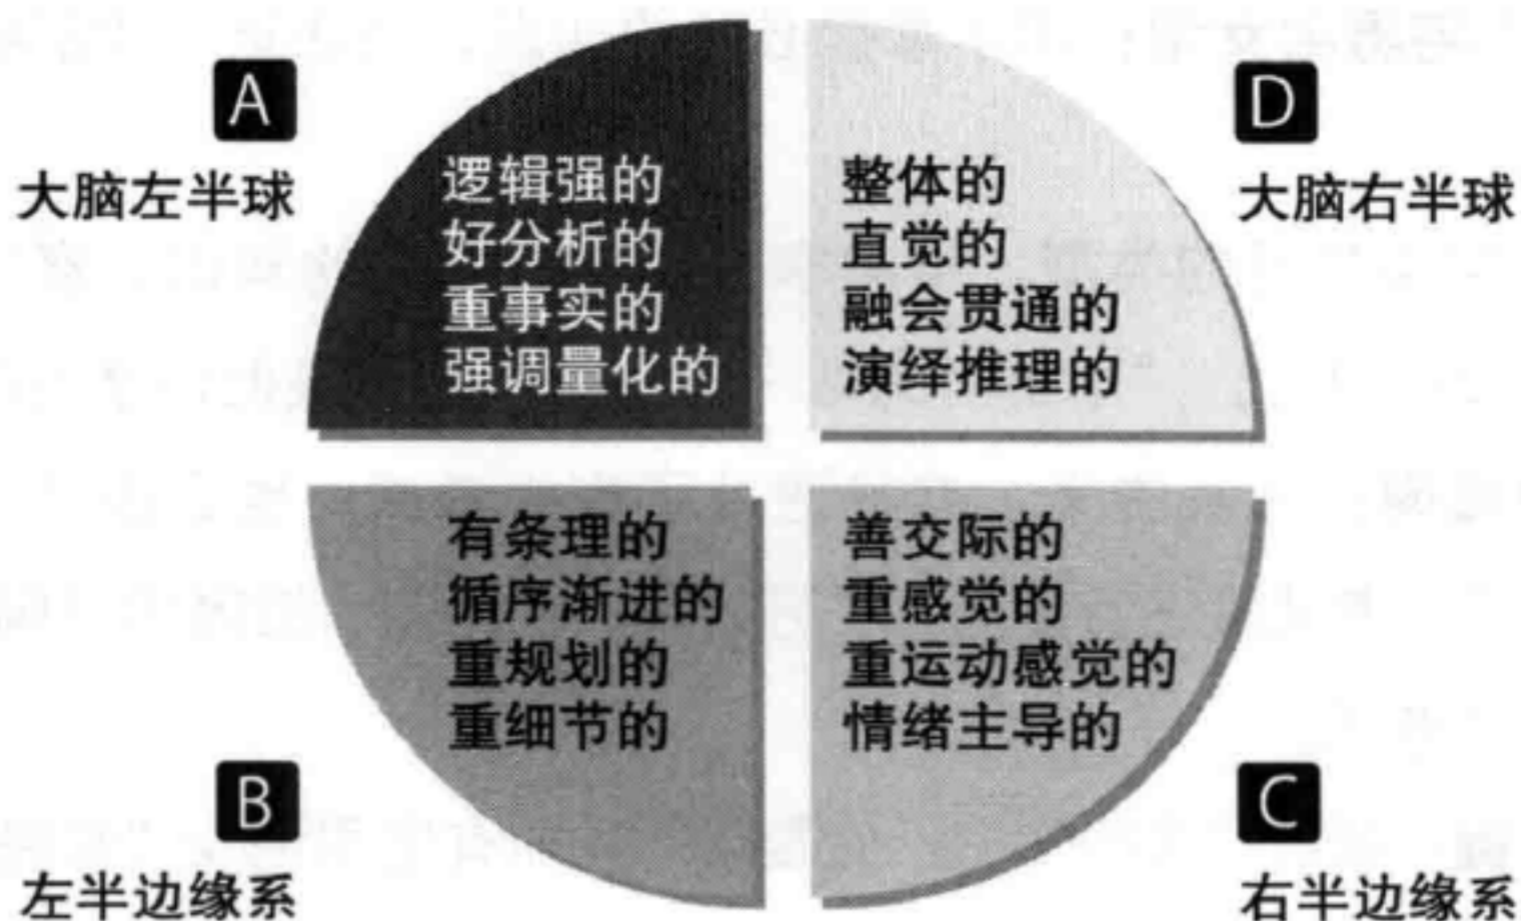 A
大脑左半球
逻辑强的
好分析的
重事实的
强调量化的
D
大脑右半球
整体的
直觉的
融会贯通的
演绎推理的
B
左半边缘系
有条理的
循序渐进的
重规划的
重细节的
C
右半边缘系
善交际的
重感觉的
重运动感觉的
情绪主导的